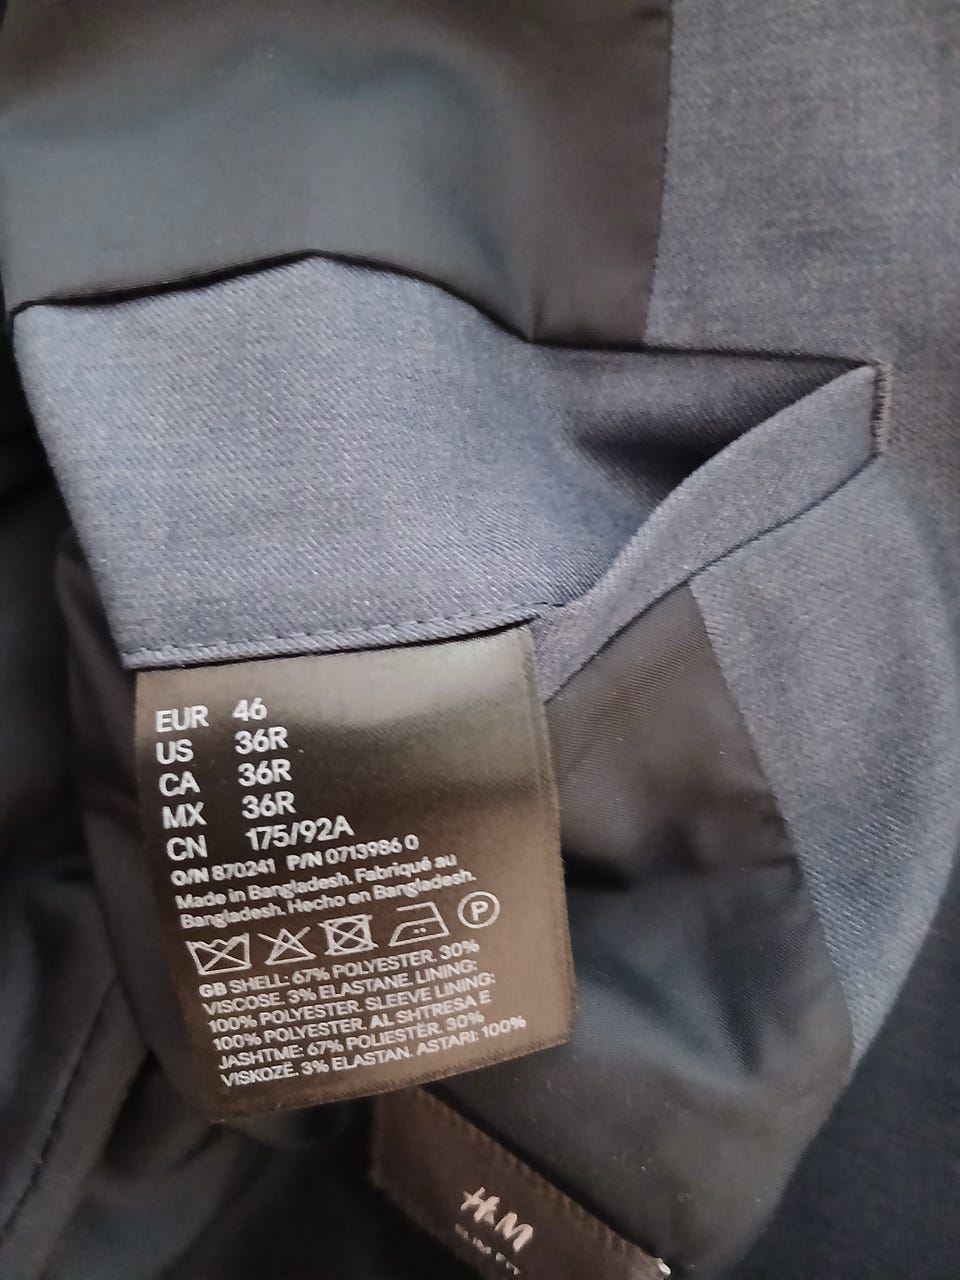 EUR 46
US 36R
CA 36R
MX 36R
CN 175/92A
O/N 870241 P/N 0713986 0
Made in Bangladesh. Fabriqué au
Bangladesh. Hecho en Bangladesh.
P
GB SHELL: 67% POLYESTER. 30%
VISCOSE. 3% ELASTANE. LINING:
100% POLYESTER. SLEEVE LINING:
100% POLYESTER. AL SHTRESA E
JASHTME: 67% POLIESTËR. 30%
VISKOZË. 3% ELASTAN. ASTARI: 100%
H&M
SLIM FIT